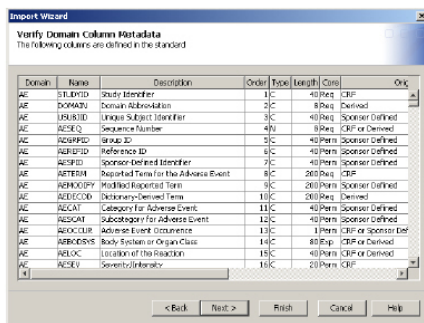 Import Wizard
Verify Domain Column Metadata
The following columns are defined in the standard
Domain Name Description Order Type Length Core Orig
AE STUDYID Study Identifier 1 C 40 Req CRF
AE DOMAIN Domain Abbreviation 2 C 8 Req Derived
AE USUBJID Unique Subject Identifier 3 C 40 Req Sponsor Defined
AE AESEQ Sequence Number 4 N 8 Req CRF or Derived
AE AEGRPID Group ID 5 C 40 Perm Sponsor Defined
AE AEREFID Reference ID 6 C 40 Perm Sponsor Defined
AE AESPID Sponsor-Defined Identifier 7 C 40 Perm Sponsor Defined
AE AETERM Reported Term for the Adverse Event 8 C 200 Req CRF
AE AEMODIFY Modified Reported Term 9 C 200 Perm Sponsor Defined
AE AEDECOD Dictionary-Derived Term 10 C 200 Req Derived
AE AECAT Category for Adverse Event 11 C 40 Perm Sponsor Defined
AE AESCAT Subcategory for Adverse Event 12 C 40 Perm Sponsor Defined
AE AEOCCUR Adverse Event Occurrence 13 C 1 Perm CRF or Sponsor Def
AE AEBODSYS Body System or Organ Class 14 C 80 Exp CRF or Derived
AE AELOC Location of the Reaction 15 C 40 Perm CRF or Derived
AE AESEV Severity/Intensity 16 C 20 Perm CRF
< Back Next > Finish Cancel Help